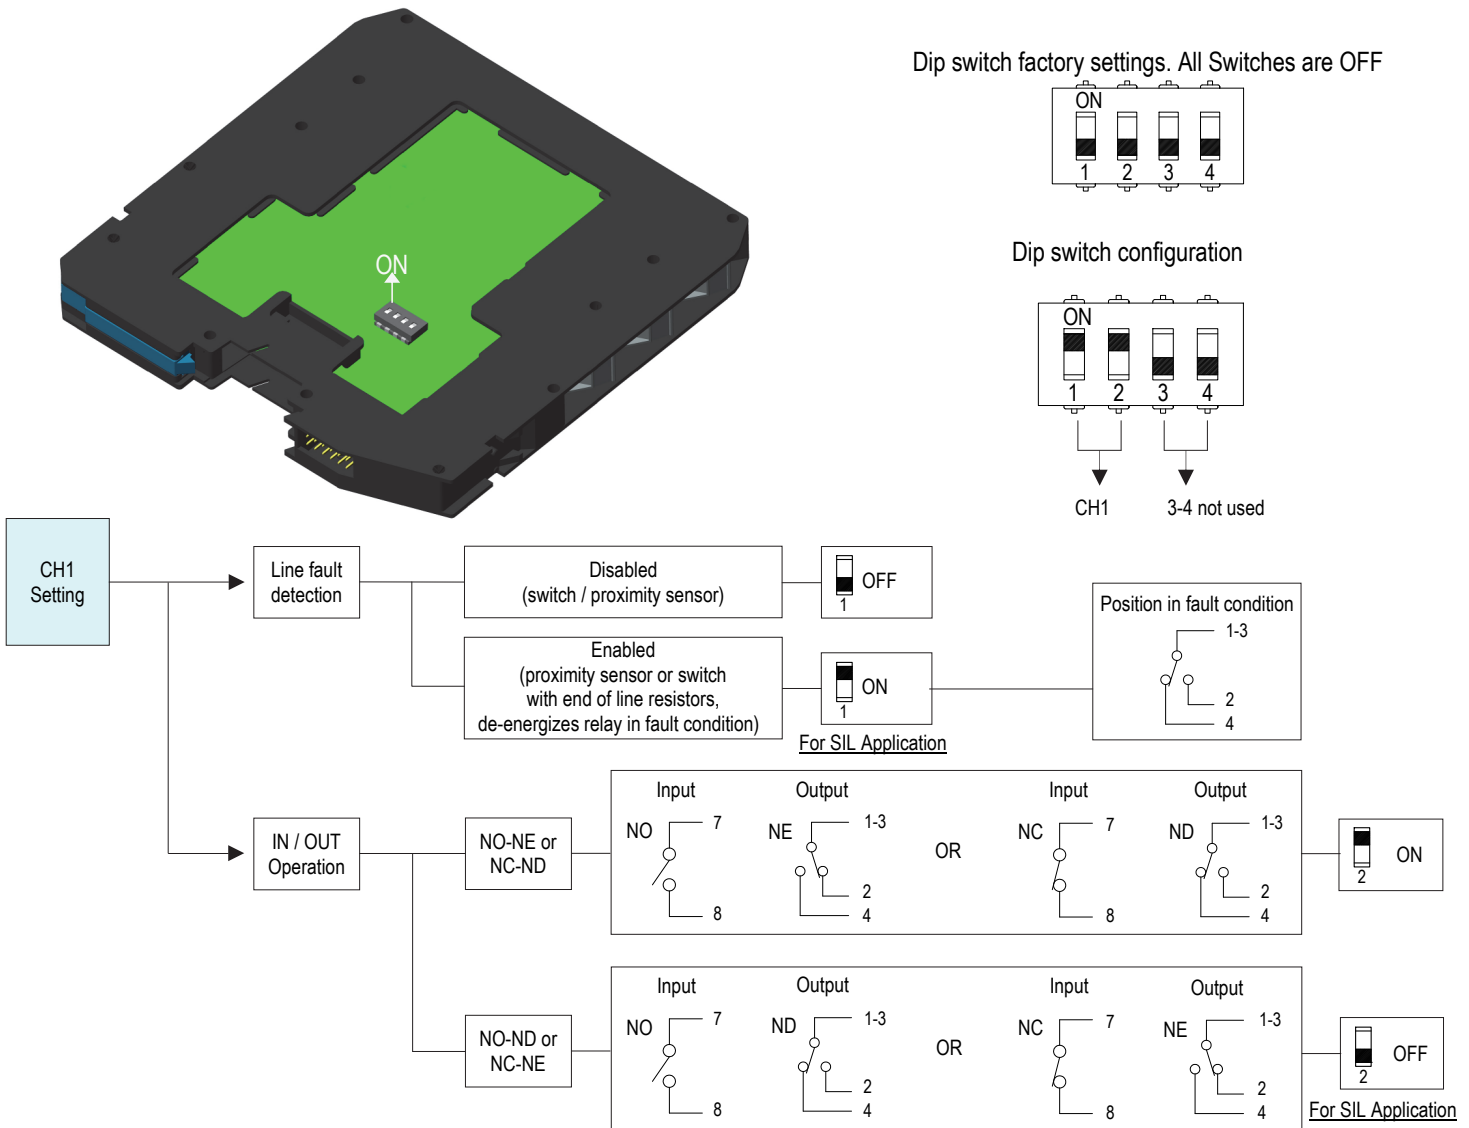 Dip switch factory settings. All Switches are OFF
ON
1 2 3 4
ON
Dip switch configuration
ON
1 2 3 4
CH1 3-4 not used
CH1
Setting
Line fault
detection
Disabled
(switch / proximity sensor)
1
OFF
Enabled
(proximity sensor or switch
with end of line resistors,
de-energizes relay in fault condition)
1
ON
For SIL Application
Position in fault condition
1-3
2
4
IN / OUT
Operation
NO-NE or
NC-ND
Input Output Input Output
NO 7 NE 1-3 OR NC 7 ND 1-3
8 2 8 2
4 4
2
ON
NO-ND or
NC-NE
Input Output Input Output
NO 7 ND 1-3 OR NC 7 NE 1-3
8 2 8 2
4 4
2
OFF
For SIL Application